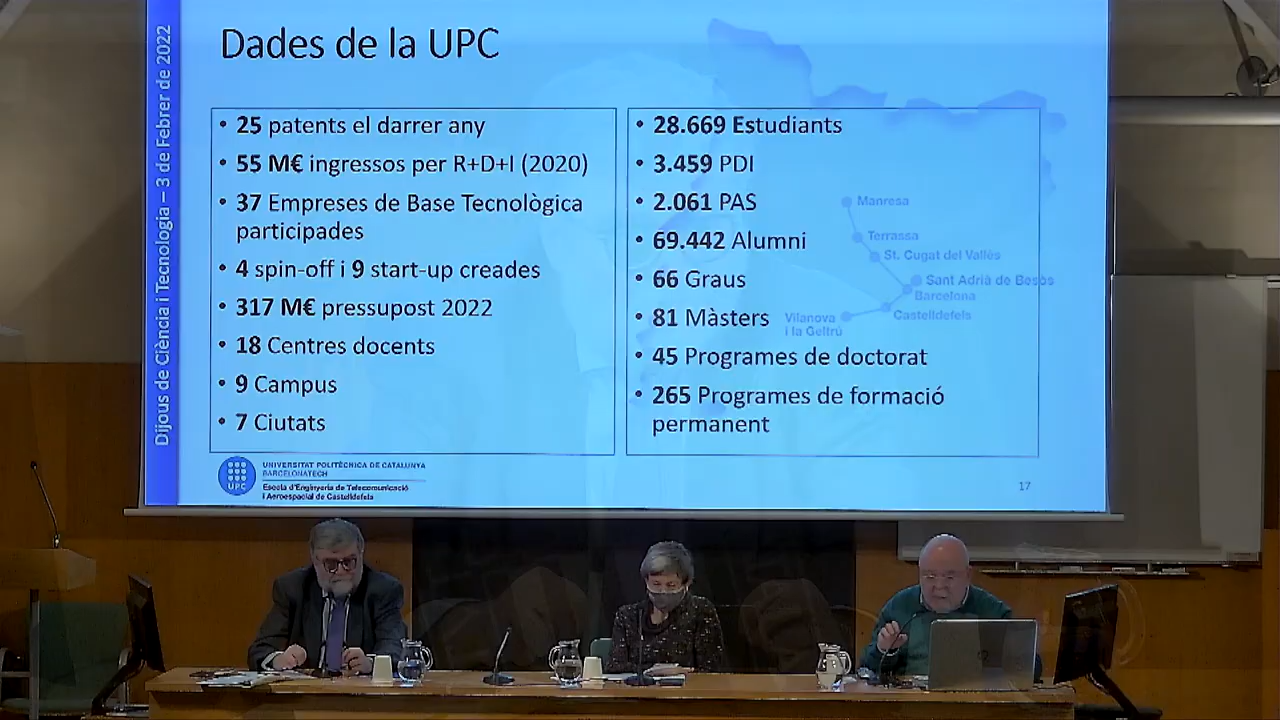 Dijous de Ciència i Tecnologia – 3 de Febrer de 2022
Dades de la UPC
• 25 patents el darrer any
• 55 M€ ingressos per R+D+I (2020)
• 37 Empreses de Base Tecnològica
participades
• 4 spin-off i 9 start-up creades
• 317 M€ pressupost 2022
• 18 Centres docents
• 9 Campus
• 7 Ciutats
• 28.669 Estudiants
• 3.459 PDI
• 2.061 PAS
• 69.442 Alumni
• 66 Graus
• 81 Màsters
• 45 Programes de doctorat
• 265 Programes de formació
permanent
Manresa
Terrassa
St. Cugat del Vallès
Sant Adrià de Besòs
Barcelona
Castelldefels
Vilanova
i la Geltrú
UPC
UNIVERSITAT POLITÈCNICA DE CATALUNYA
BARCELONATECH
Escola d'Enginyeria de Telecomunicació
i Aeroespacial de Castelldefels
17